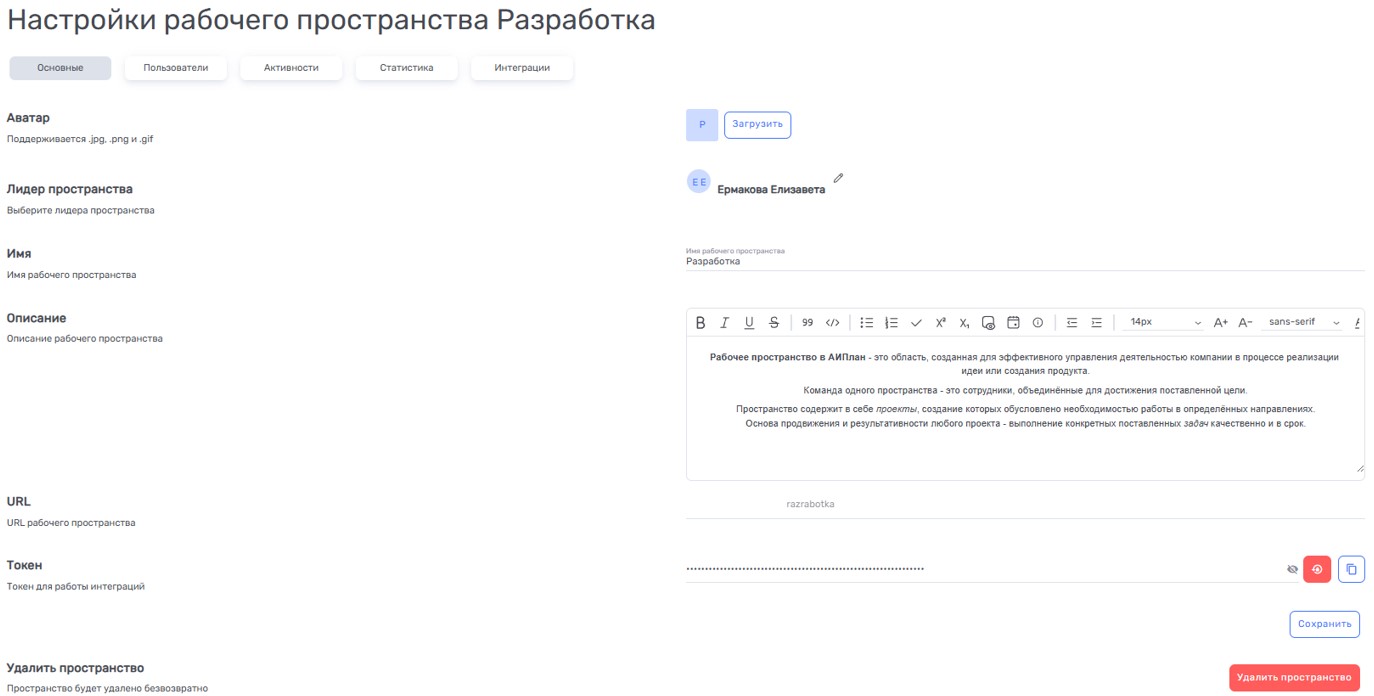 Настройки рабочего пространства Разработка
Основные Пользователи Активности Статистика Интеграции
Аватар
Поддерживается .jpg, .png и .gif
P Загрузить
Лидер пространства
Выберите лидера пространства
ЕЕ Ермакова Елизавета
Имя
Имя рабочего пространства
Имя рабочего пространства
Разработка
Описание
Описание рабочего пространства
B I U S 99 </> X² X₁ 14px A+ A− sans-serif
Рабочее пространство в АИПлан - это область, созданная для эффективного управления деятельностью компании в процессе реализации
идеи или создания продукта.
Команда одного пространства - это сотрудники, объединённые для достижения поставленной цели.
Пространство содержит в себе проекты, создание которых обусловлено необходимостью работы в определённых направлениях.
Основа продвижения и результативности любого проекта - выполнение конкретных поставленных задач качественно и в срок.
URL
URL рабочего пространства
razrabotka
Токен
Токен для работы интеграций
Сохранить
Удалить пространство
Пространство будет удалено безвозвратно
Удалить пространство